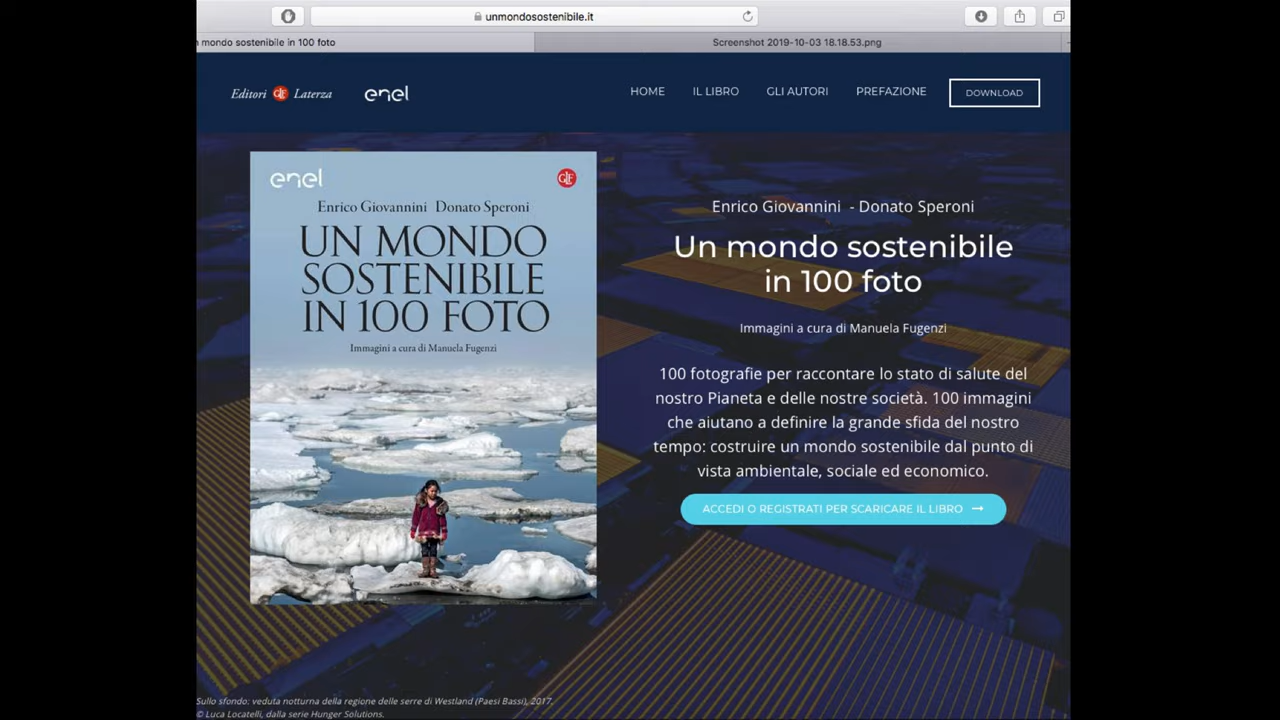 unmondosostenibile.it
n mondo sostenibile in 100 foto
Screenshot 2019-10-03 18.18.53.png
Editori GLF Laterza
enel
HOME
IL LIBRO
GLI AUTORI
PREFAZIONE
DOWNLOAD
enel
GLF
Enrico Giovannini Donato Speroni
UN MONDO
SOSTENIBILE
IN 100 FOTO
Immagini a cura di Manuela Fugenzi
Enrico Giovannini - Donato Speroni
Un mondo sostenibile
in 100 foto
Immagini a cura di Manuela Fugenzi
100 fotografie per raccontare lo stato di salute del
nostro Pianeta e delle nostre società. 100 immagini
che aiutano a definire la grande sfida del nostro
tempo: costruire un mondo sostenibile dal punto di
vista ambientale, sociale ed economico.
ACCEDI O REGISTRATI PER SCARICARE IL LIBRO
Sullo sfondo: veduta notturna della regione delle serre di Westland (Paesi Bassi), 2017.
© Luca Locatelli, dalla serie Hunger Solutions.